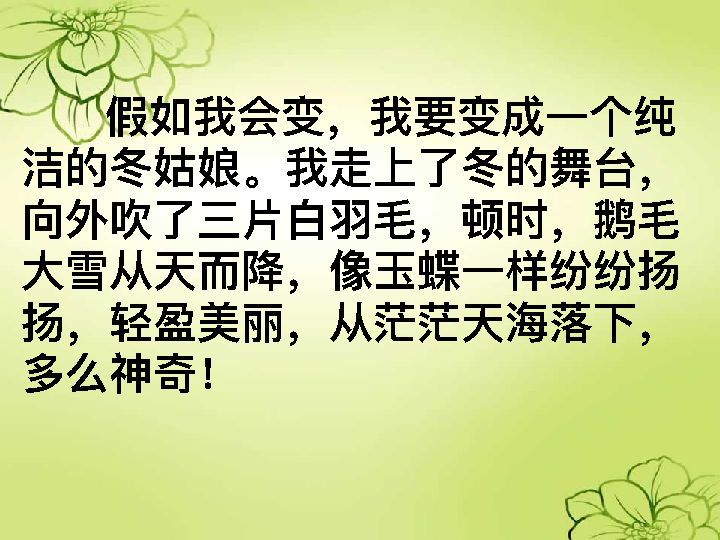 假如我会变，我要变成一个纯
洁的冬姑娘。我走上了冬的舞台，
向外吹了三片白羽毛，顿时，鹅毛
大雪从天而降，像玉蝶一样纷纷扬
扬，轻盈美丽，从茫茫天海落下，
多么神奇！